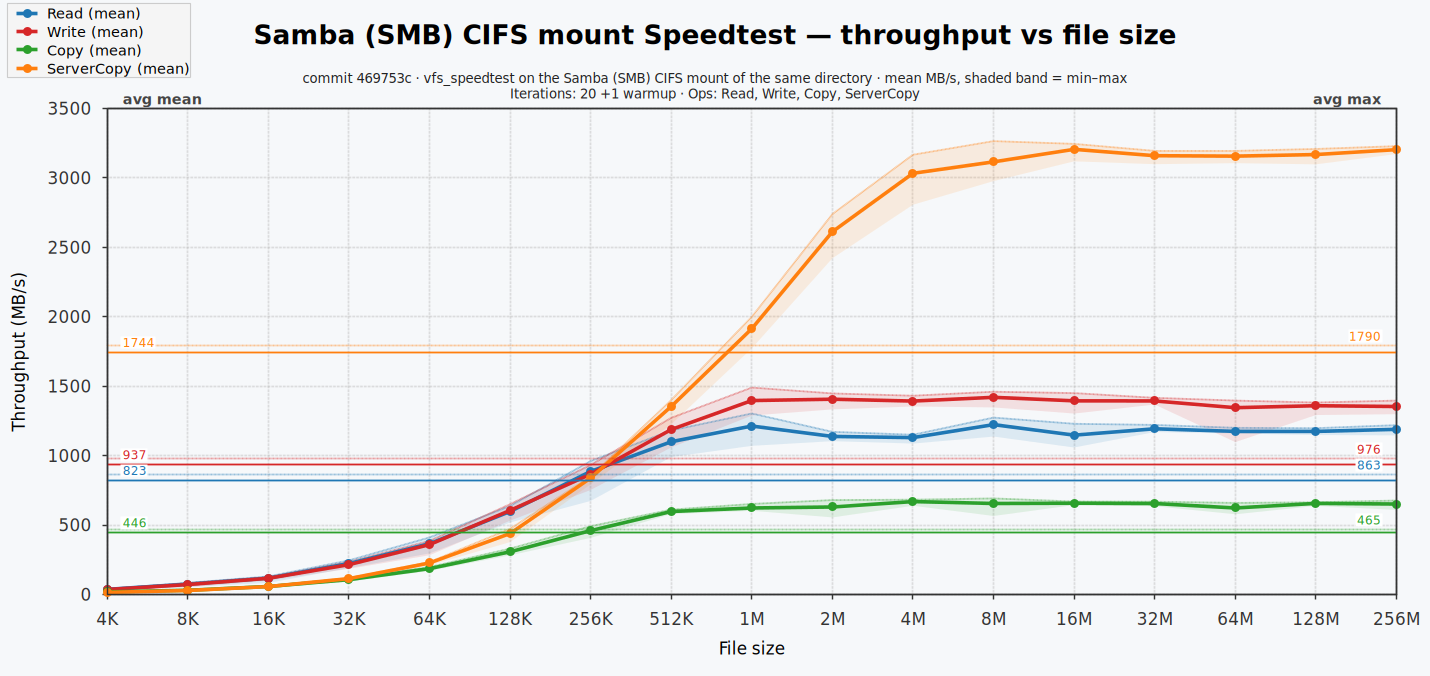 Read (mean)
Write (mean)
Copy (mean)
ServerCopy (mean)
Samba (SMB) CIFS mount Speedtest — throughput vs file size
commit 469753c · vfs_speedtest on the Samba (SMB) CIFS mount of the same directory · mean MB/s, shaded band = min–max
Iterations: 20 +1 warmup · Ops: Read, Write, Copy, ServerCopy
avg mean
avg max
3500
3000
2500
2000
1500
1000
500
0
Throughput (MB/s)
1744
1790
937
976
823
863
446
465
4K 8K 16K 32K 64K 128K 256K 512K 1M 2M 4M 8M 16M 32M 64M 128M 256M
File size